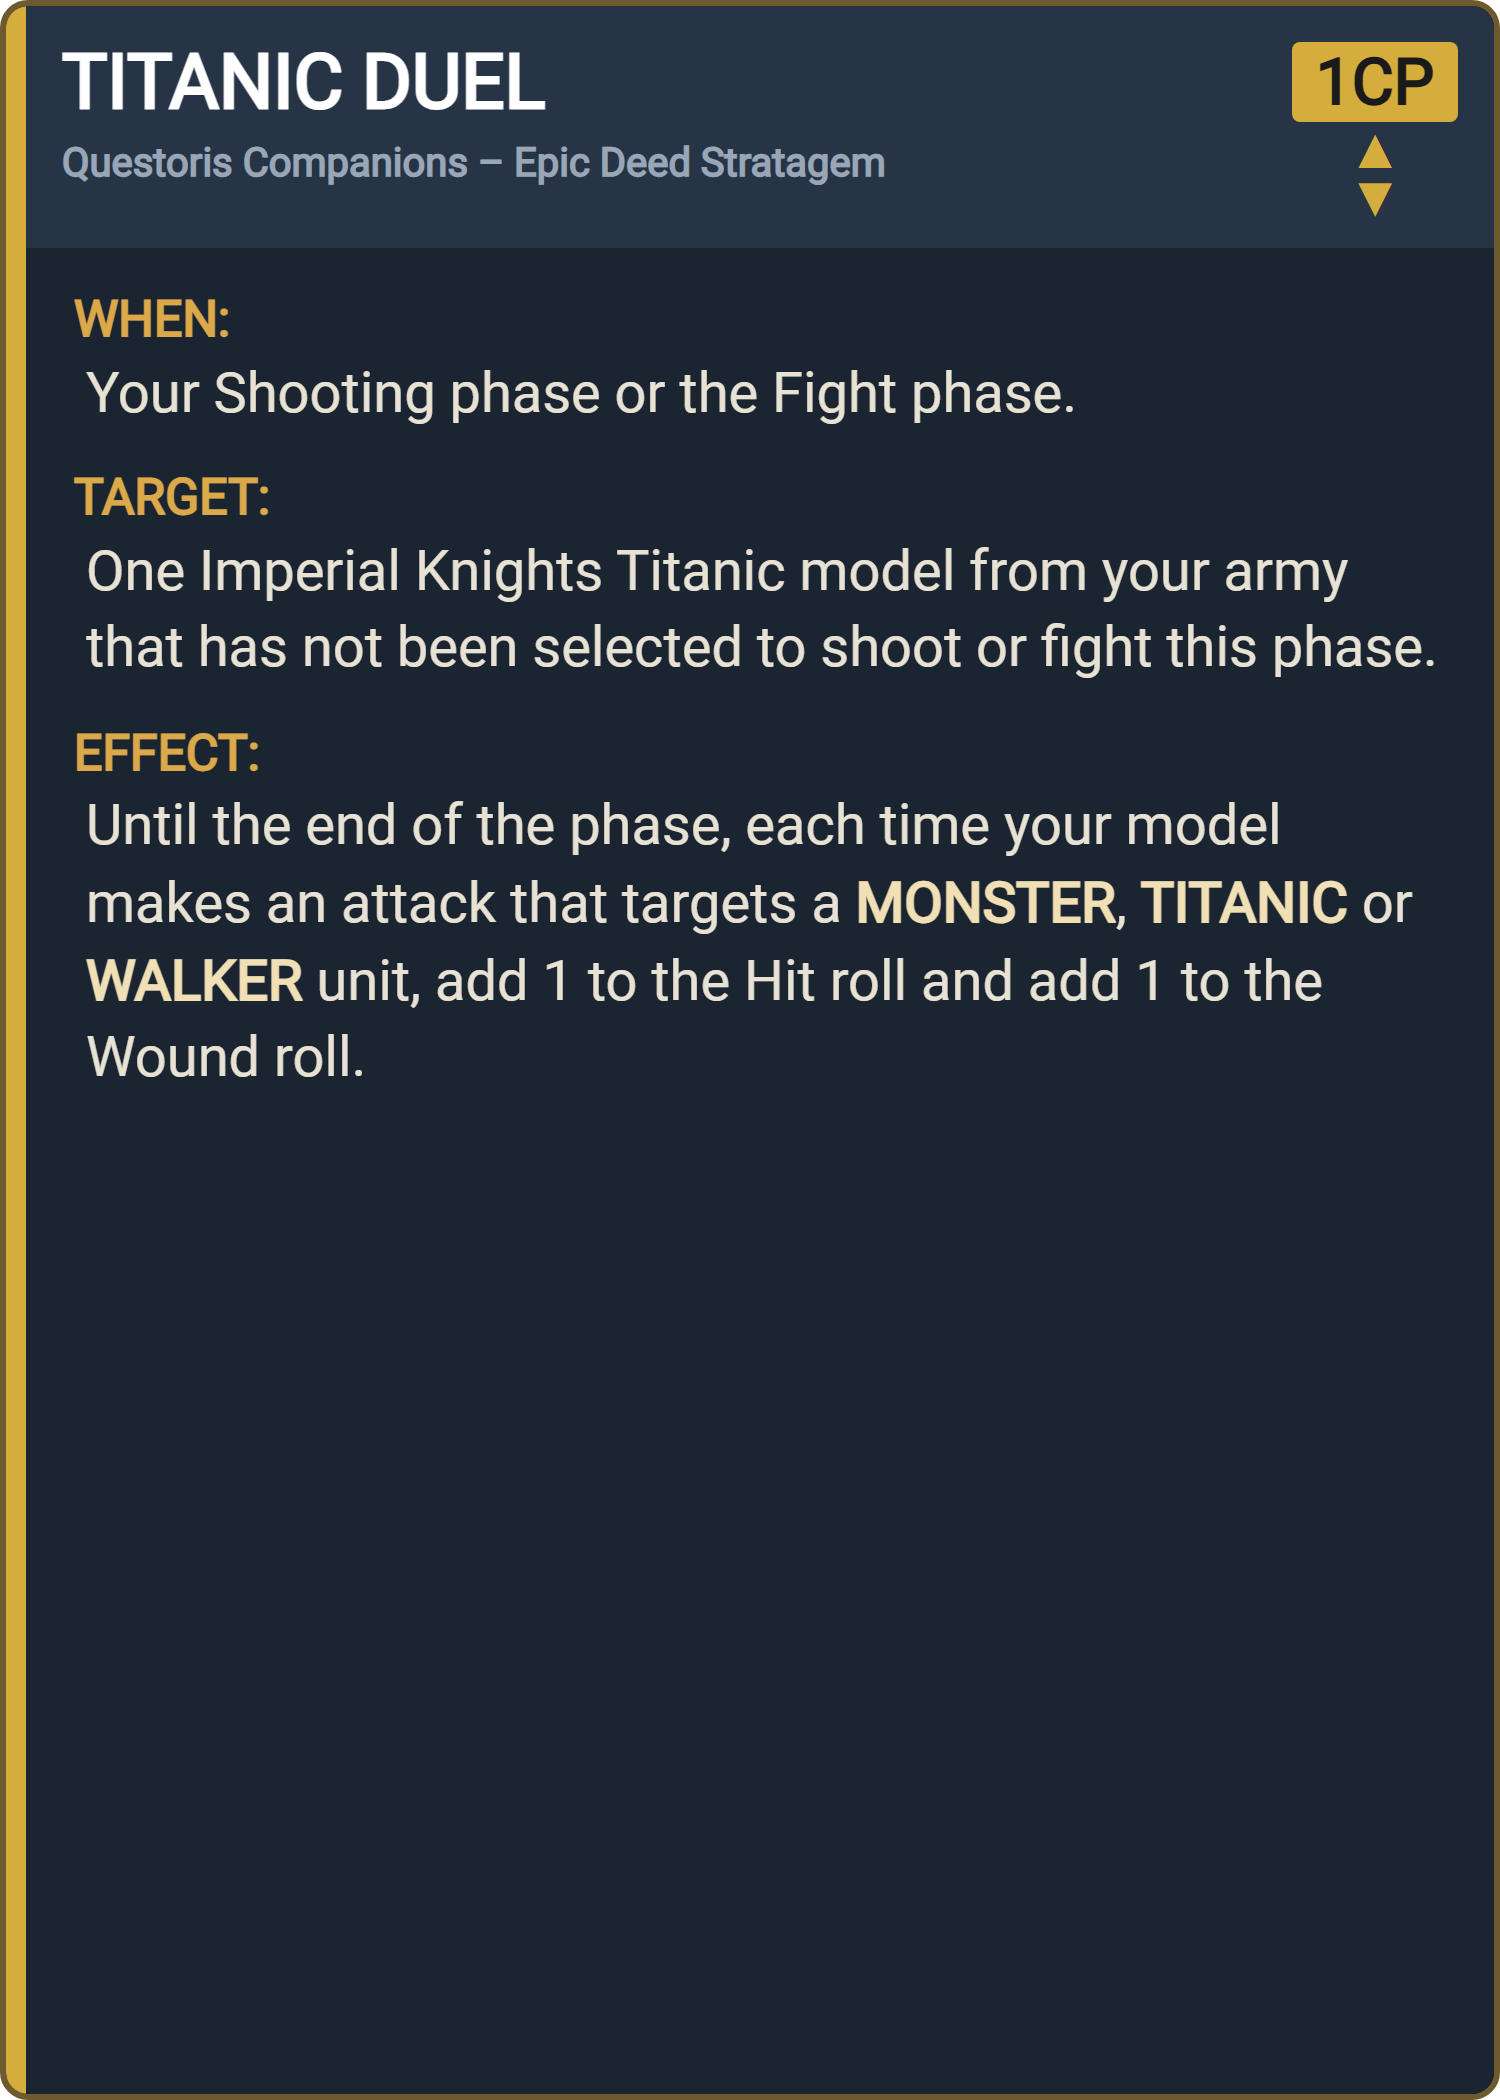 TITANIC DUEL
1CP
Questoris Companions – Epic Deed Stratagem
WHEN:
Your Shooting phase or the Fight phase.
TARGET:
One Imperial Knights Titanic model from your army
that has not been selected to shoot or fight this phase.
EFFECT:
Until the end of the phase, each time your model
makes an attack that targets a MONSTER, TITANIC or
WALKER unit, add 1 to the Hit roll and add 1 to the
Wound roll.